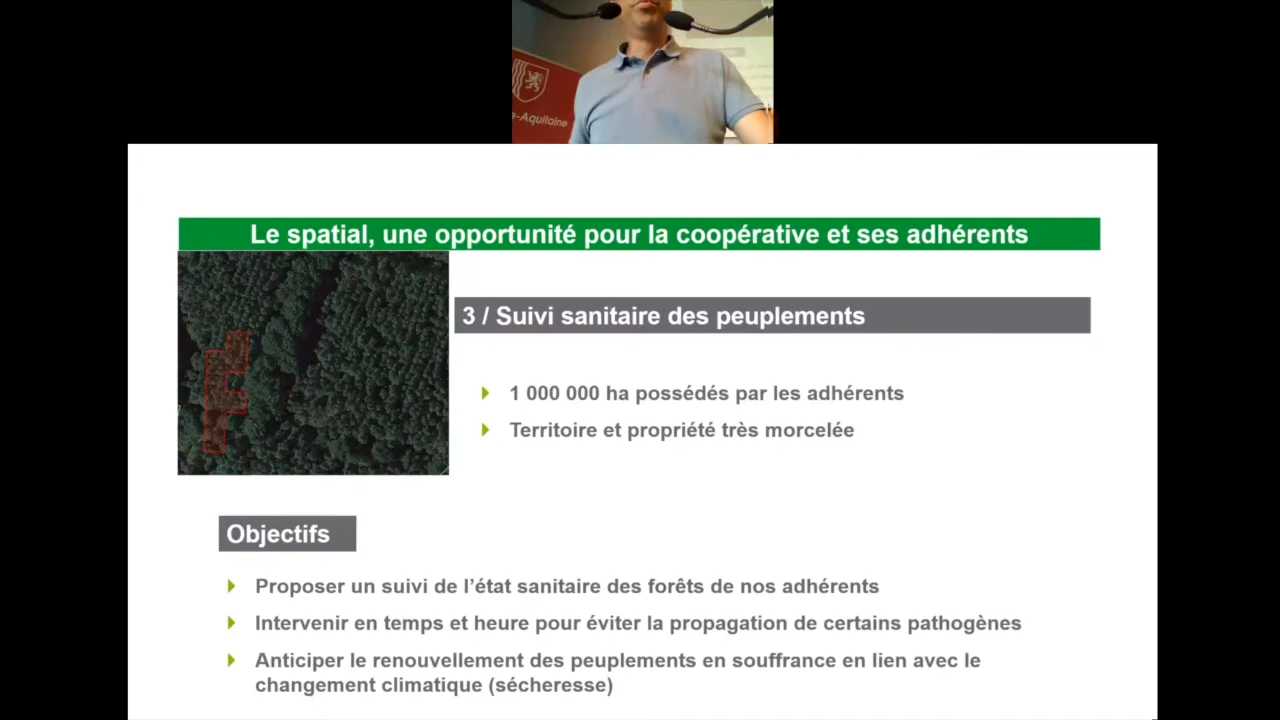 e-Aquitaine
Le spatial, une opportunité pour la coopérative et ses adhérents
3 / Suivi sanitaire des peuplements
1 000 000 ha possédés par les adhérents
Territoire et propriété très morcelée
Objectifs
Proposer un suivi de l'état sanitaire des forêts de nos adhérents
Intervenir en temps et heure pour éviter la propagation de certains pathogènes
Anticiper le renouvellement des peuplements en souffrance en lien avec le
changement climatique (sécheresse)